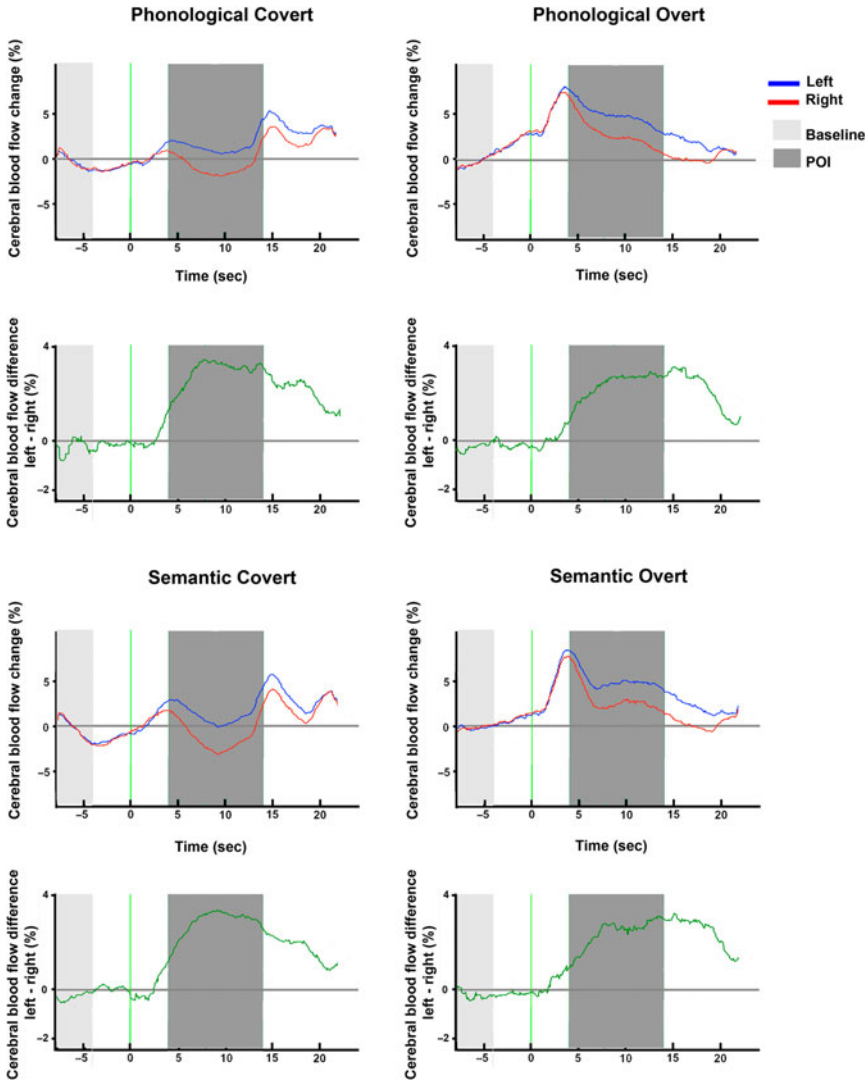 Phonological Covert
Phonological Overt
Cerebral blood flow change (%)
5
0
−5
−5 0 5 10 15 20
Time (sec)
Cerebral blood flow change (%)
5
0
−5
−5 0 5 10 15 20
Time (sec)
Left
Right
Baseline
POI
Cerebral blood flow difference
left - right (%)
4
0
−2
−5 0 5 10 15 20
Cerebral blood flow difference
left - right (%)
4
0
−2
−5 0 5 10 15 20
Semantic Covert
Semantic Overt
Cerebral blood flow change (%)
5
0
−5
−5 0 5 10 15 20
Time (sec)
Cerebral blood flow change (%)
5
0
−5
−5 0 5 10 15 20
Time (sec)
Cerebral blood flow difference
left - right (%)
4
0
−2
−5 0 5 10 15 20
Cerebral blood flow difference
left - right (%)
4
0
−2
−5 0 5 10 15 20